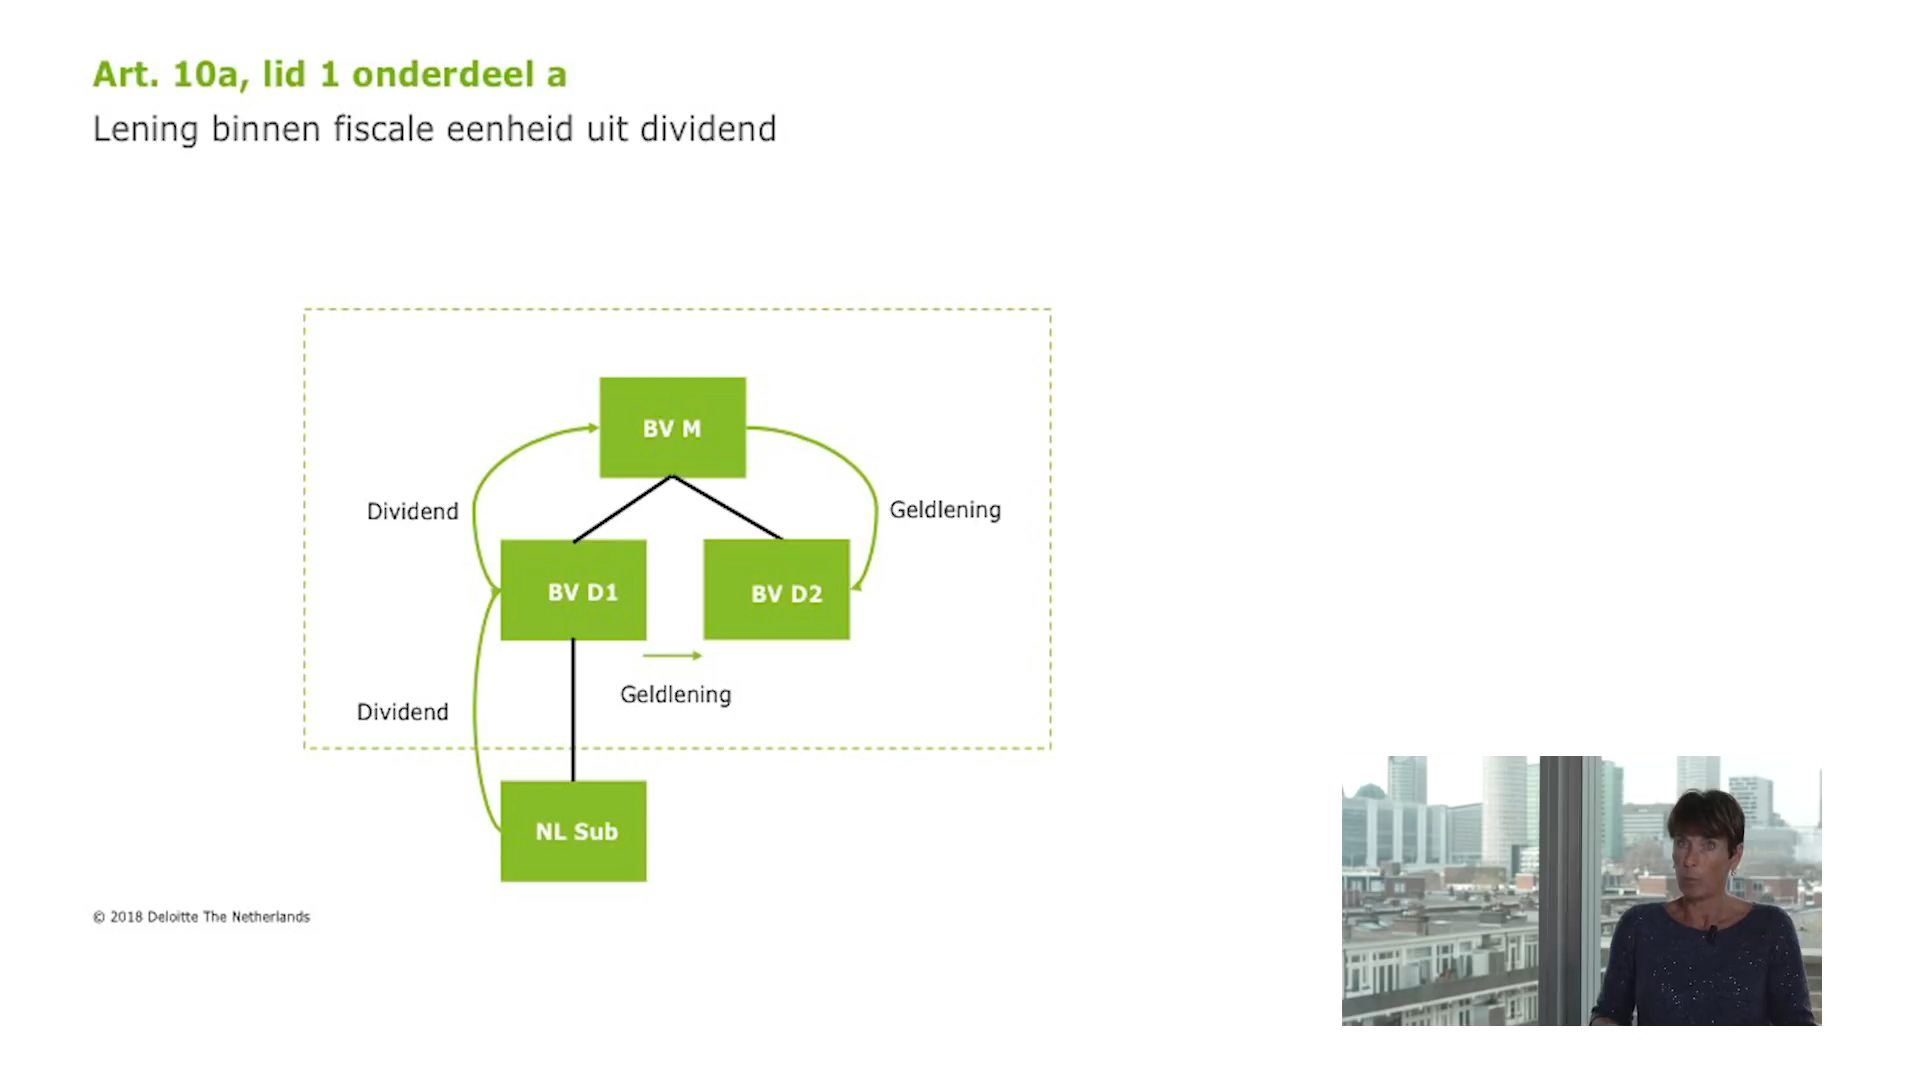 Art. 10a, lid 1 onderdeel a
Lening binnen fiscale eenheid uit dividend
BV M
Dividend
Geldlening
BV D1
BV D2
Geldlening
Dividend
NL Sub
© 2018 Deloitte The Netherlands